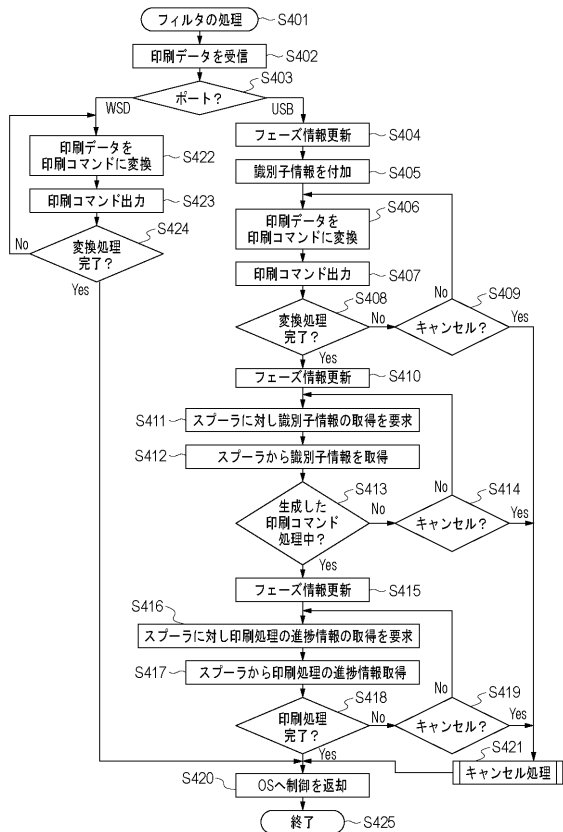 フィルタの処理
S401
印刷データを受信
S402
S403
ポート？
WSD
USB
フェーズ情報更新
S404
印刷データを
印刷コマンドに変換
S422
識別子情報を付加
S405
S406
印刷コマンド出力
S423
印刷データを
印刷コマンドに変換
S424
No
変換処理
完了？
印刷コマンド出力
S407
Yes
S408
No
S409
変換処理
完了？
No
キャンセル？
Yes
Yes
フェーズ情報更新
S410
S411
スプーラに対し識別子情報の取得を要求
S412
スプーラから識別子情報を取得
S413
No
S414
生成した
印刷コマンド
処理中？
No
キャンセル？
Yes
Yes
フェーズ情報更新
S415
S416
スプーラに対し印刷処理の進捗情報の取得を要求
S417
スプーラから印刷処理の進捗情報取得
S418
No
S419
印刷処理
完了？
No
キャンセル？
Yes
Yes
S421
キャンセル処理
S420
OSへ制御を返却
終了
S425